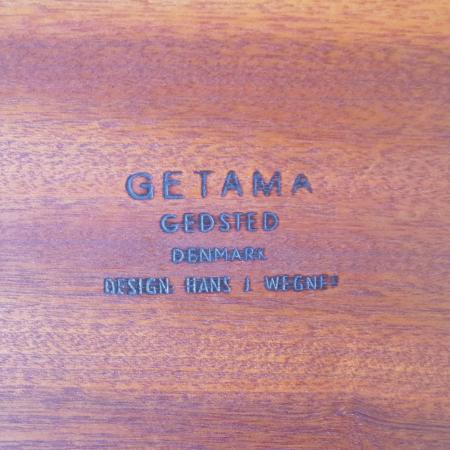 GETAMA
GEDSTED
DENMARK
DESIGN: HANS J. WEGNER